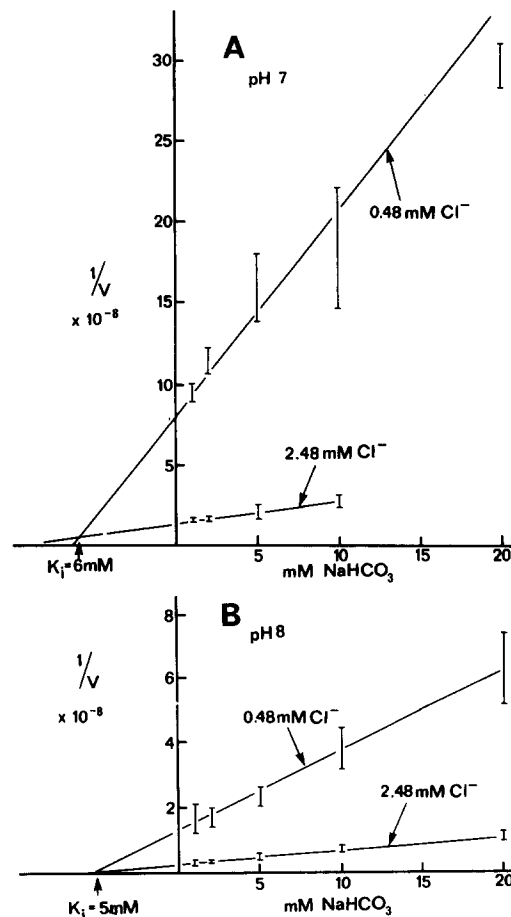 A
pH 7
30
25
0.48 mM Cl⁻
20
1/V
x 10⁻⁸
15
10
2.48 mM Cl⁻
5
5 10 15 20
Kᵢ=6mM
mM NaHCO₃
B
pH 8
8
1/V
x 10⁻⁸
6
0.48mM Cl⁻
4
2.48 mM Cl⁻
2
5 10 15 20
Kᵢ = 5mM
mM NaHCO₃